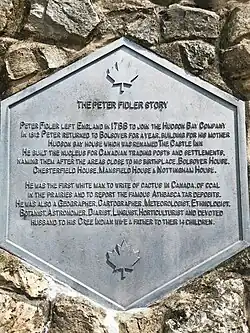 THE PETER FIDLER STORY
PETER FIDLER LEFT ENGLAND IN 1788 TO JOIN THE HUDSON BAY COMPANY
IN 1812 PETER RETURNED TO BOLSOVER FOR A YEAR, BUILDING FOR HIS MOTHER
HUDSON BAY HOUSE WHICH WAS RENAMED THE CASTLE INN
HE BUILT THE NUCLEUS FOR CANADIAN TRADING POSTS AND SETTLEMENTS,
NAMING THEM AFTER THE AREAS CLOSE TO HIS BIRTHPLACE, BOLSOVER HOUSE,
CHESTERFIELD HOUSE, MANSFIELD HOUSE & NOTTINGHAM HOUSE.
HE WAS THE FIRST WHITE MAN TO WRITE OF CACTUS IN CANADA, OF COAL
IN THE PRAIRIES AND TO REPORT THE FAMOUS ATHBASCA TAR DEPOSITS.
HE WAS ALSO A GEOGRAPHER, CARTOGRAPHER, METEOROLOGIST, ETHNOLOGIST,
BOTANIST, ASTRONOMER, DIARIST, LINGUIST, HORTICULTURIST AND DEVOTED
HUSBAND TO HIS CREE INDIAN WIFE & FATHER TO THEIR 14 CHILDREN.